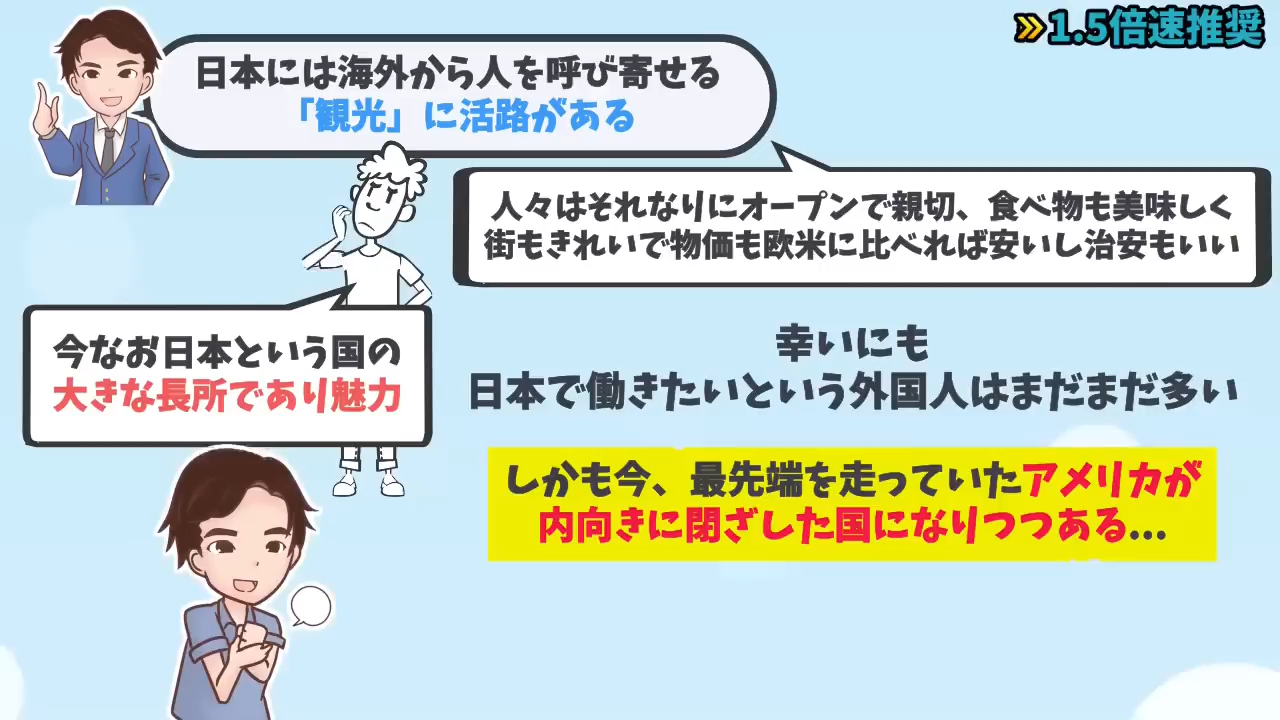 1.5倍速推奨
日本には海外から人を呼び寄せる
「観光」に活路がある
人々はそれなりにオープンで親切、食べ物も美味しく
街もきれいで物価も欧米に比べれば安いし治安もいい
今なお日本という国の
大きな長所であり魅力
幸いにも
日本で働きたいという外国人はまだまだ多い
しかも今、最先端を走っていたアメリカが
内向きに閉ざした国になりつつある...